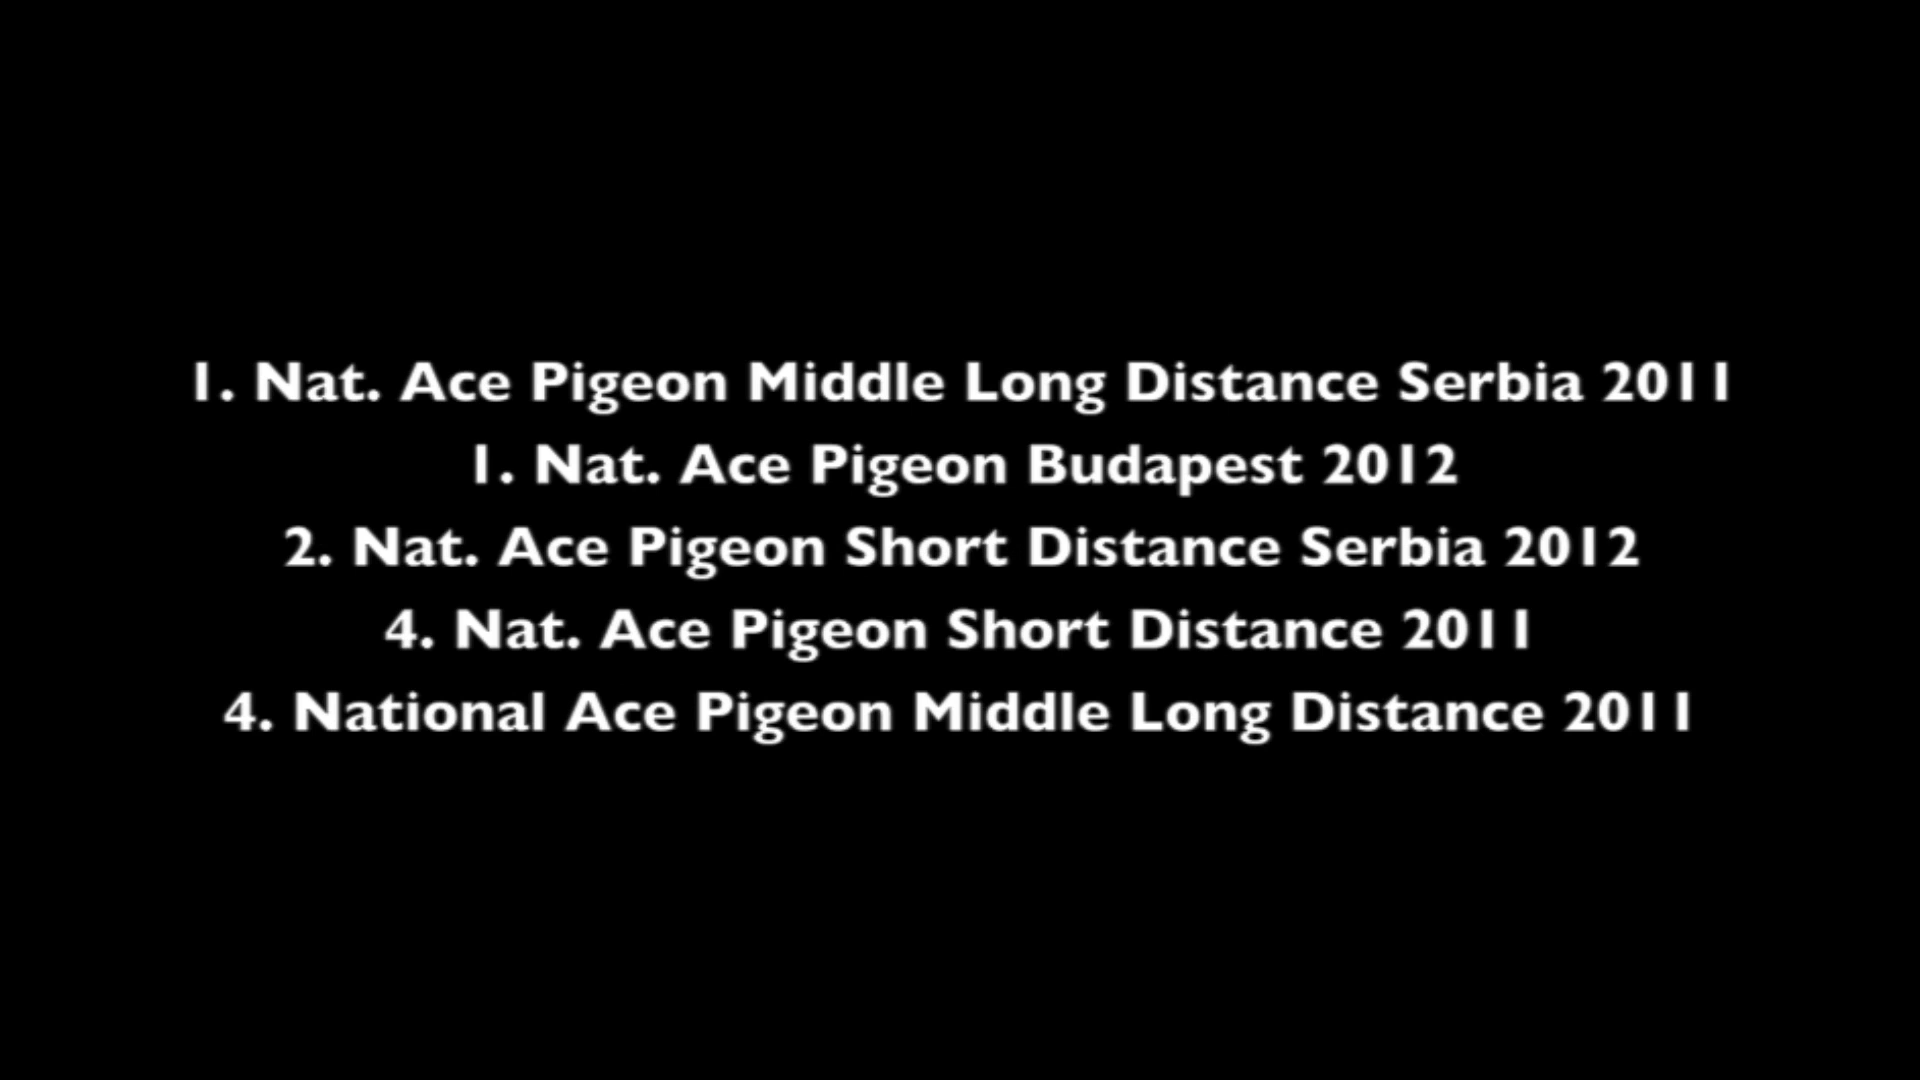 1. Nat. Ace Pigeon Middle Long Distance Serbia 2011
1. Nat. Ace Pigeon Budapest 2012
2. Nat. Ace Pigeon Short Distance Serbia 2012
4. Nat. Ace Pigeon Short Distance 2011
4. National Ace Pigeon Middle Long Distance 2011